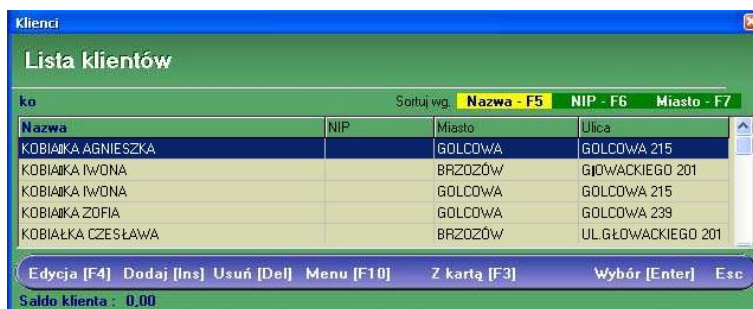 Klienci
Lista klientów
ko Sortuj wg. Nazwa - F5 NIP - F6 Miasto - F7
Nazwa NIP Miasto Ulica
KOBIAłKA AGNIESZKA GOLCOWA GOLCOWA 215
KOBIAłKA IWONA BRZOZÓW GłOWACKIEGO 201
KOBIAłKA IWONA GOLCOWA GOLCOWA 215
KOBIAłKA ZOFIA GOLCOWA GOLCOWA 239
KOBIAŁKA CZESŁAWA BRZOZÓW UL.GŁOWACKIEGO 201
Edycja [F4] Dodaj [Ins] Usuń [Del] Menu [F10] Z kartą [F3] Wybór [Enter] Esc
Saldo klienta : 0,00